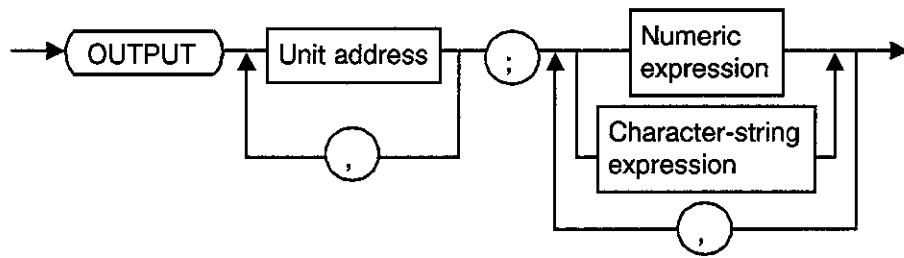 OUTPUT
Unit address
,
;
Numeric
expression
Character-string
expression
,